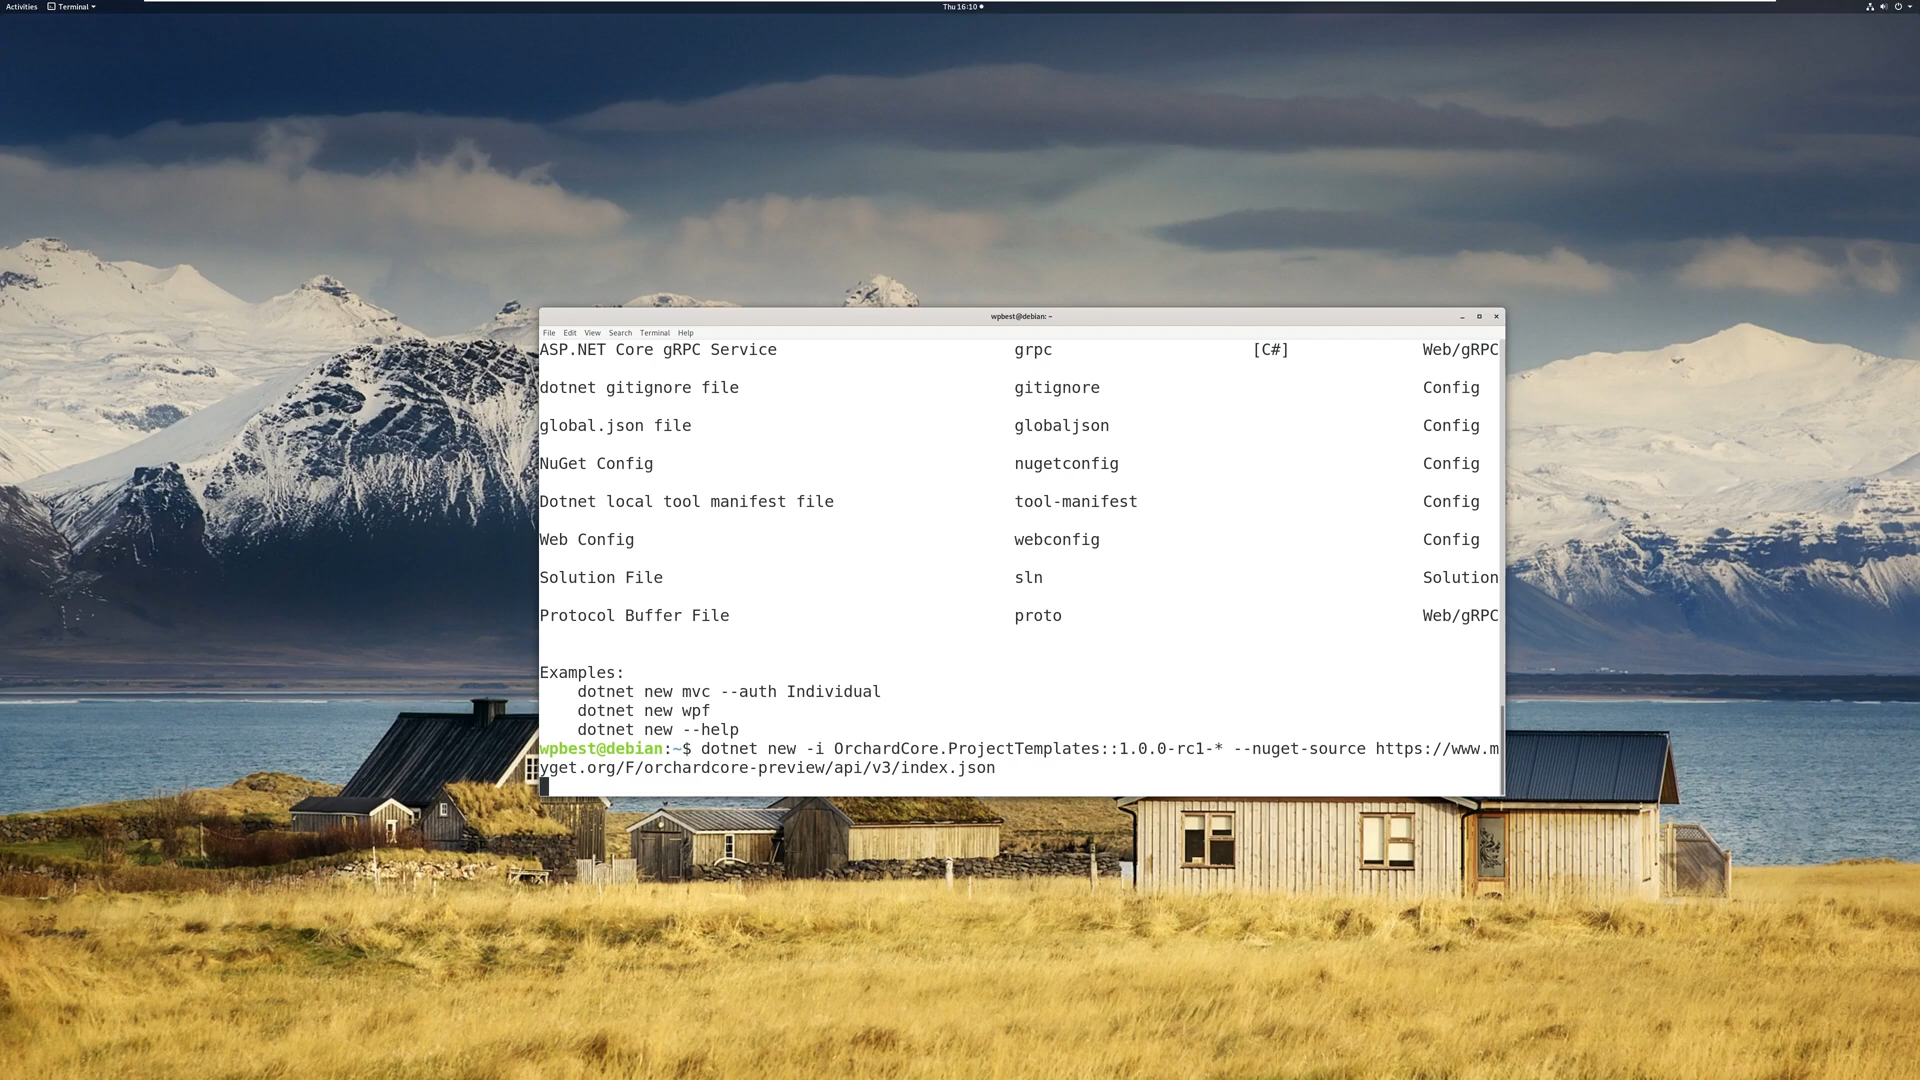 Activities Terminal Thu 16:10
wpbest@debian: ~
File Edit View Search Terminal Help
ASP.NET Core gRPC Service grpc [C#] Web/gRPC
dotnet gitignore file gitignore Config
global.json file globaljson Config
NuGet Config nugetconfig Config
Dotnet local tool manifest file tool-manifest Config
Web Config webconfig Config
Solution File sln Solution
Protocol Buffer File proto Web/gRPC
Examples:
dotnet new mvc --auth Individual
dotnet new wpf
dotnet new --help
wpbest@debian:~$ dotnet new -i OrchardCore.ProjectTemplates::1.0.0-rc1-* --nuget-source https://www.m
yget.org/F/orchardcore-preview/api/v3/index.json